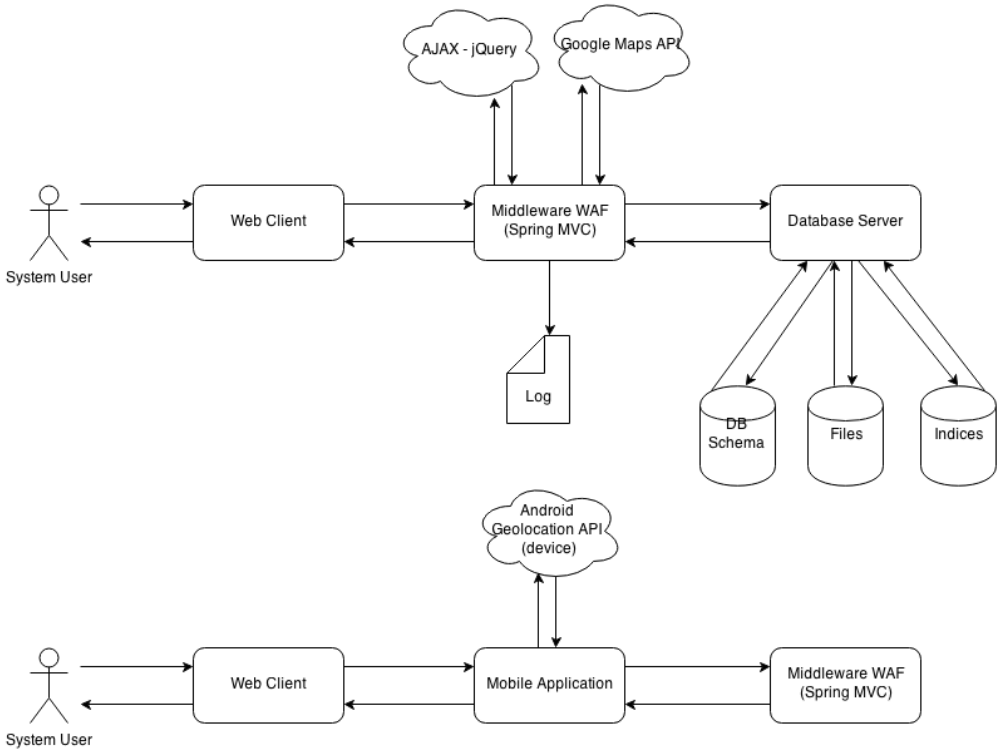 AJAX - jQuery
Google Maps API
System User
Web Client
Middleware WAF
(Spring MVC)
Database Server
Log
DB
Schema
Files
Indices
Android
Geolocation API
(device)
System User
Web Client
Mobile Application
Middleware WAF
(Spring MVC)